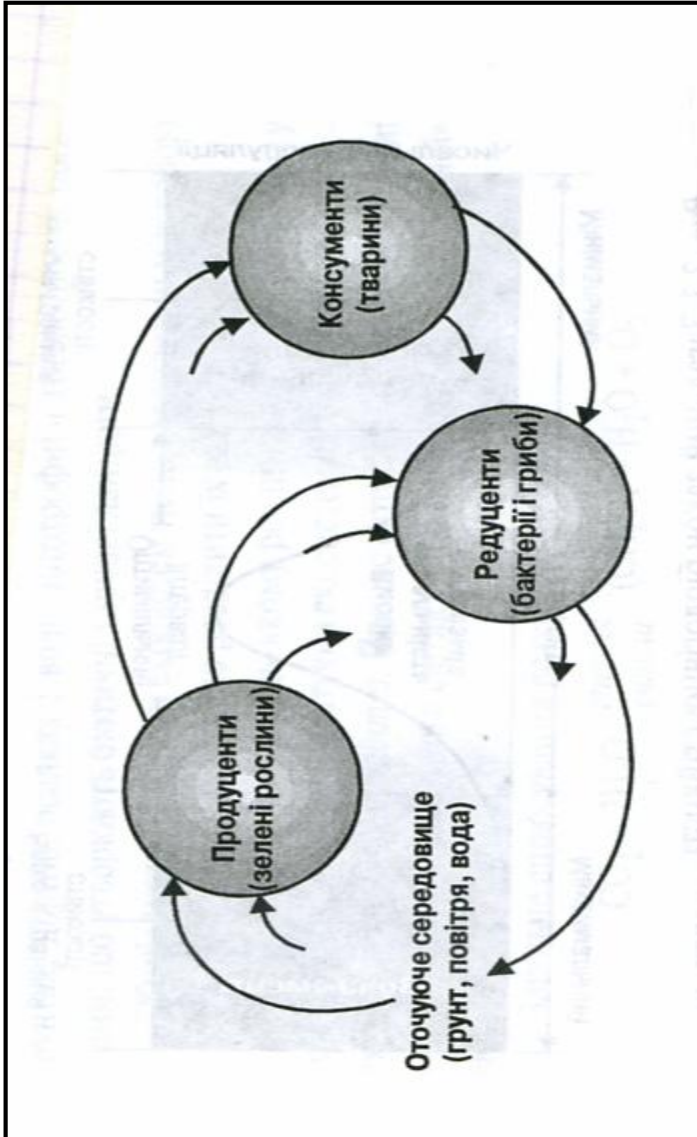 Продуценти
(зелені рослини)
Консументи
(тварини)
Редуценти
(бактерії і гриби)
Оточуюче середовище
(грунт, повітря, вода)